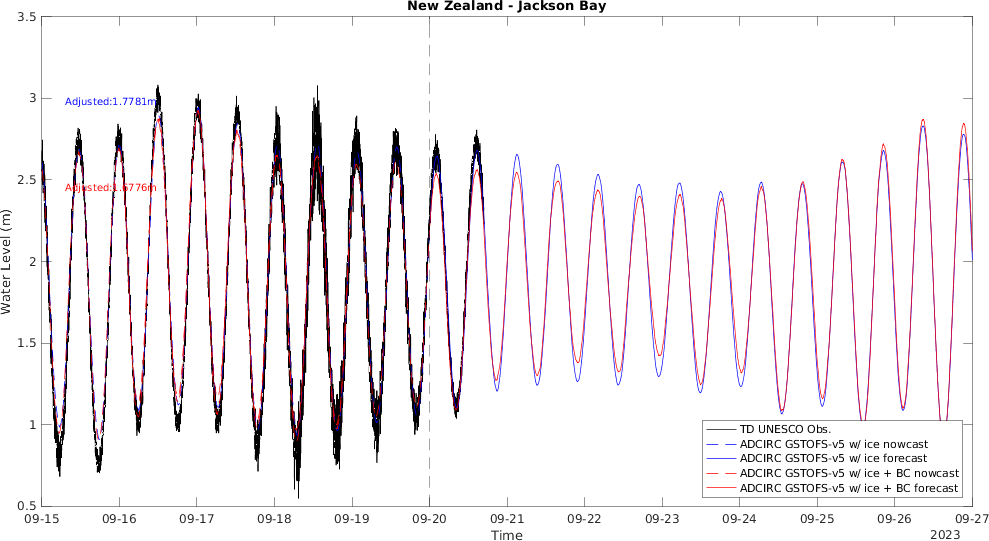 New Zealand - Jackson Bay
3.5
3
2.5
2
1.5
1
0.5
Water Level (m)
Adjusted:1.7781m
Adjusted:1.6776m
TD UNESCO Obs.
ADCIRC GSTOFS-v5 w/ ice nowcast
ADCIRC GSTOFS-v5 w/ ice forecast
ADCIRC GSTOFS-v5 w/ ice + BC nowcast
ADCIRC GSTOFS-v5 w/ ice + BC forecast
09-15 09-16 09-17 09-18 09-19 09-20 09-21 09-22 09-23 09-24 09-25 09-26 09-27
Time
2023